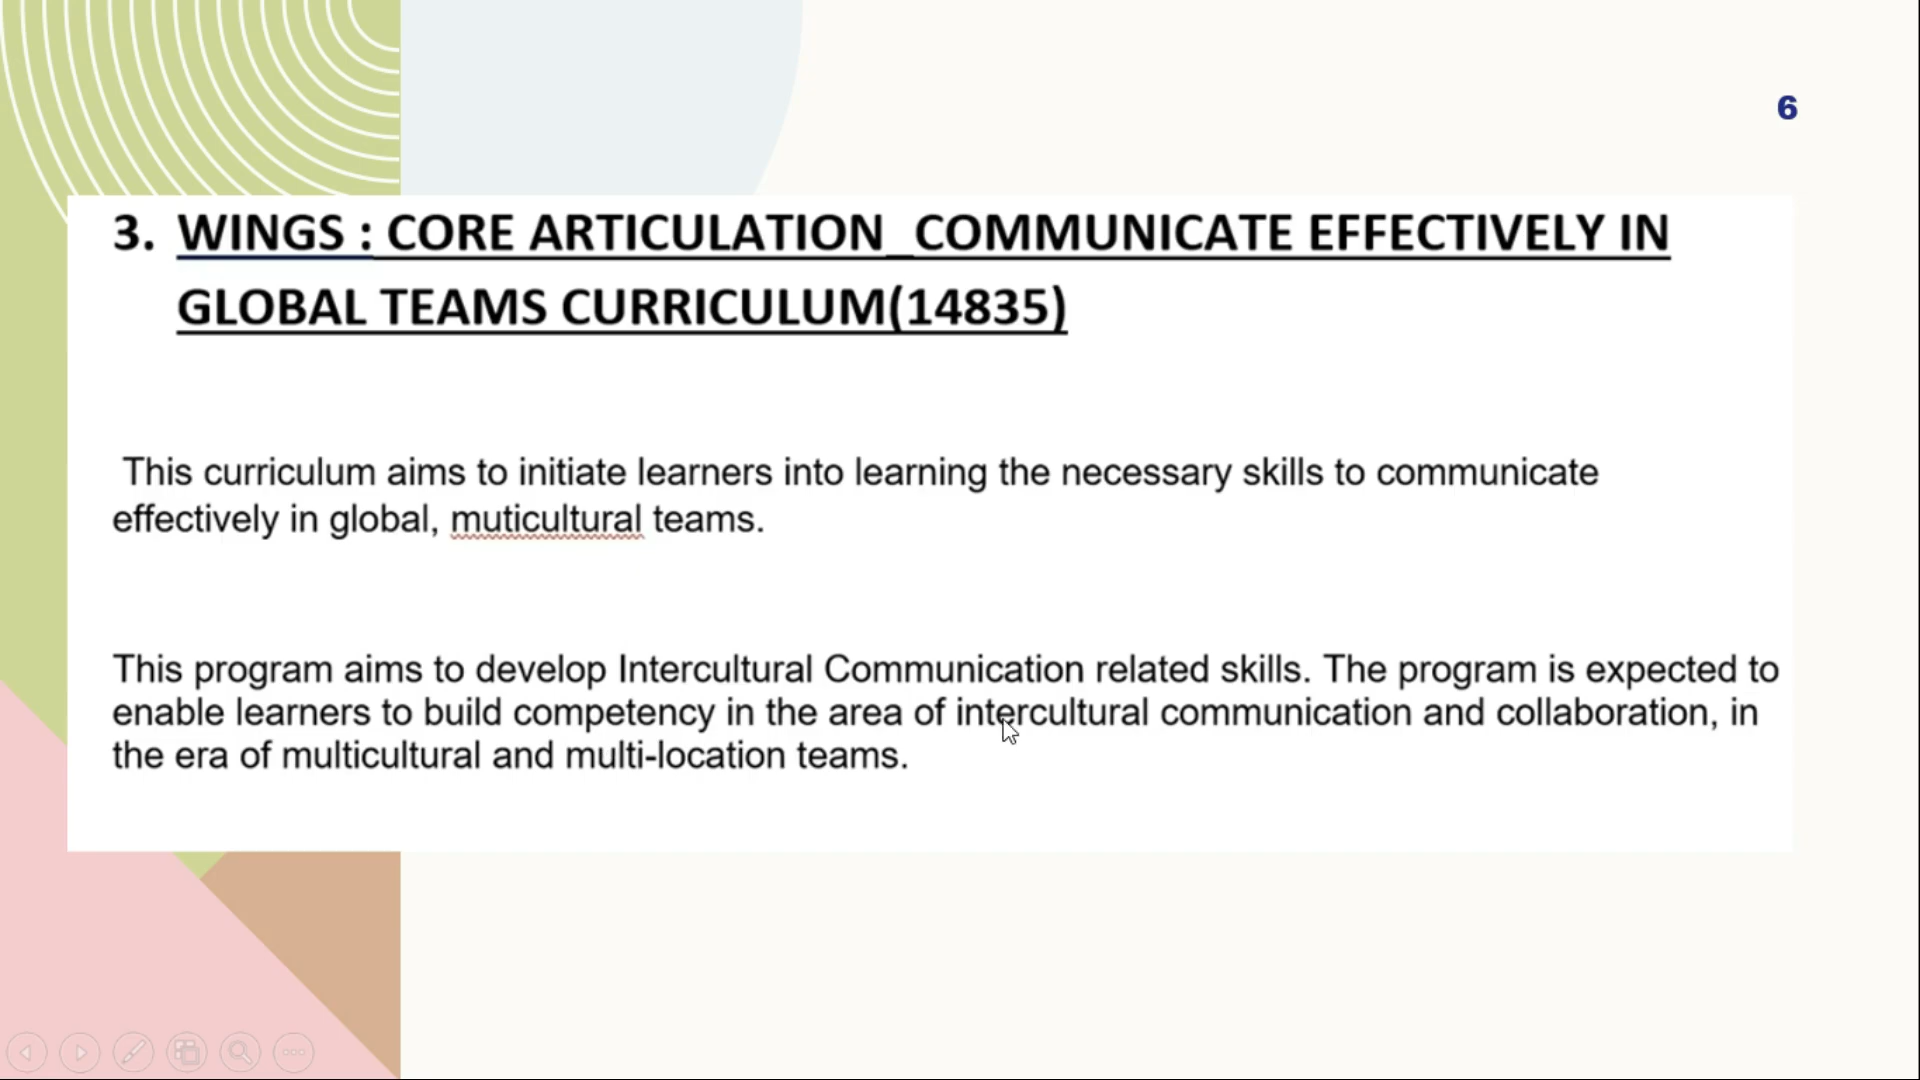 6
3. WINGS : CORE ARTICULATION_COMMUNICATE EFFECTIVELY IN
GLOBAL TEAMS CURRICULUM(14835)
This curriculum aims to initiate learners into learning the necessary skills to communicate
effectively in global, muticultural teams.
This program aims to develop Intercultural Communication related skills. The program is expected to
enable learners to build competency in the area of intercultural communication and collaboration, in
the era of multicultural and multi-location teams.